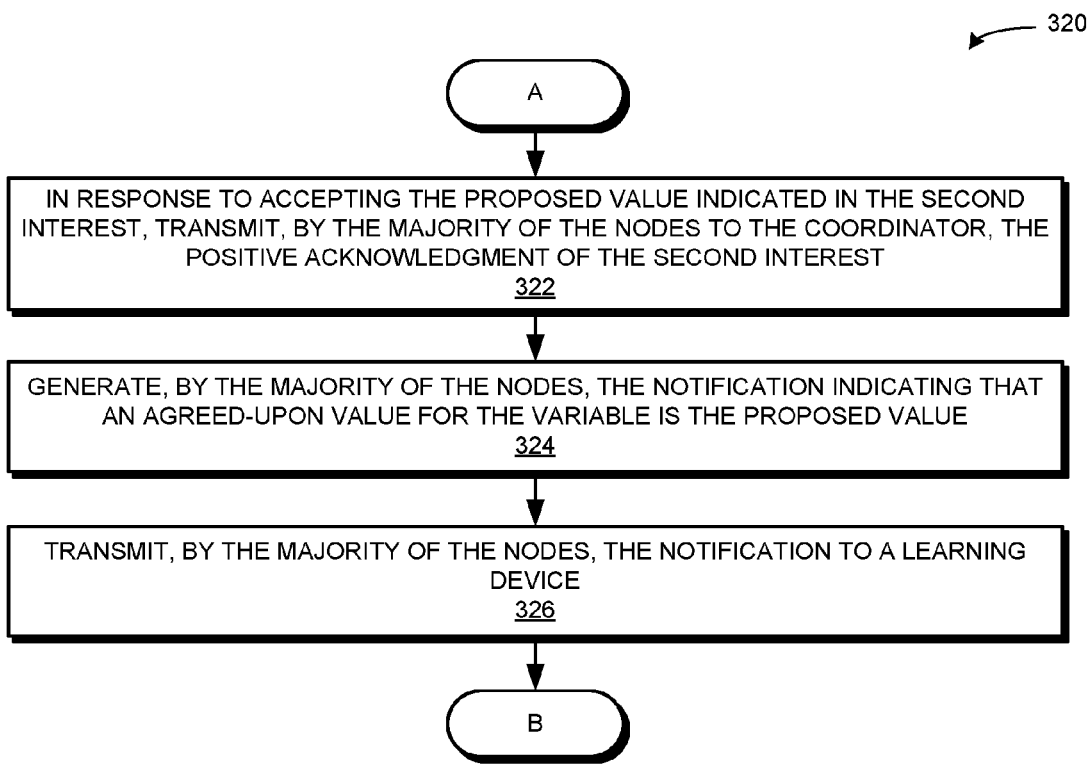 320
A
IN RESPONSE TO ACCEPTING THE PROPOSED VALUE INDICATED IN THE SECOND
INTEREST, TRANSMIT, BY THE MAJORITY OF THE NODES TO THE COORDINATOR, THE
POSITIVE ACKNOWLEDGMENT OF THE SECOND INTEREST
322
GENERATE, BY THE MAJORITY OF THE NODES, THE NOTIFICATION INDICATING THAT
AN AGREED-UPON VALUE FOR THE VARIABLE IS THE PROPOSED VALUE
324
TRANSMIT, BY THE MAJORITY OF THE NODES, THE NOTIFICATION TO A LEARNING
DEVICE
326
B